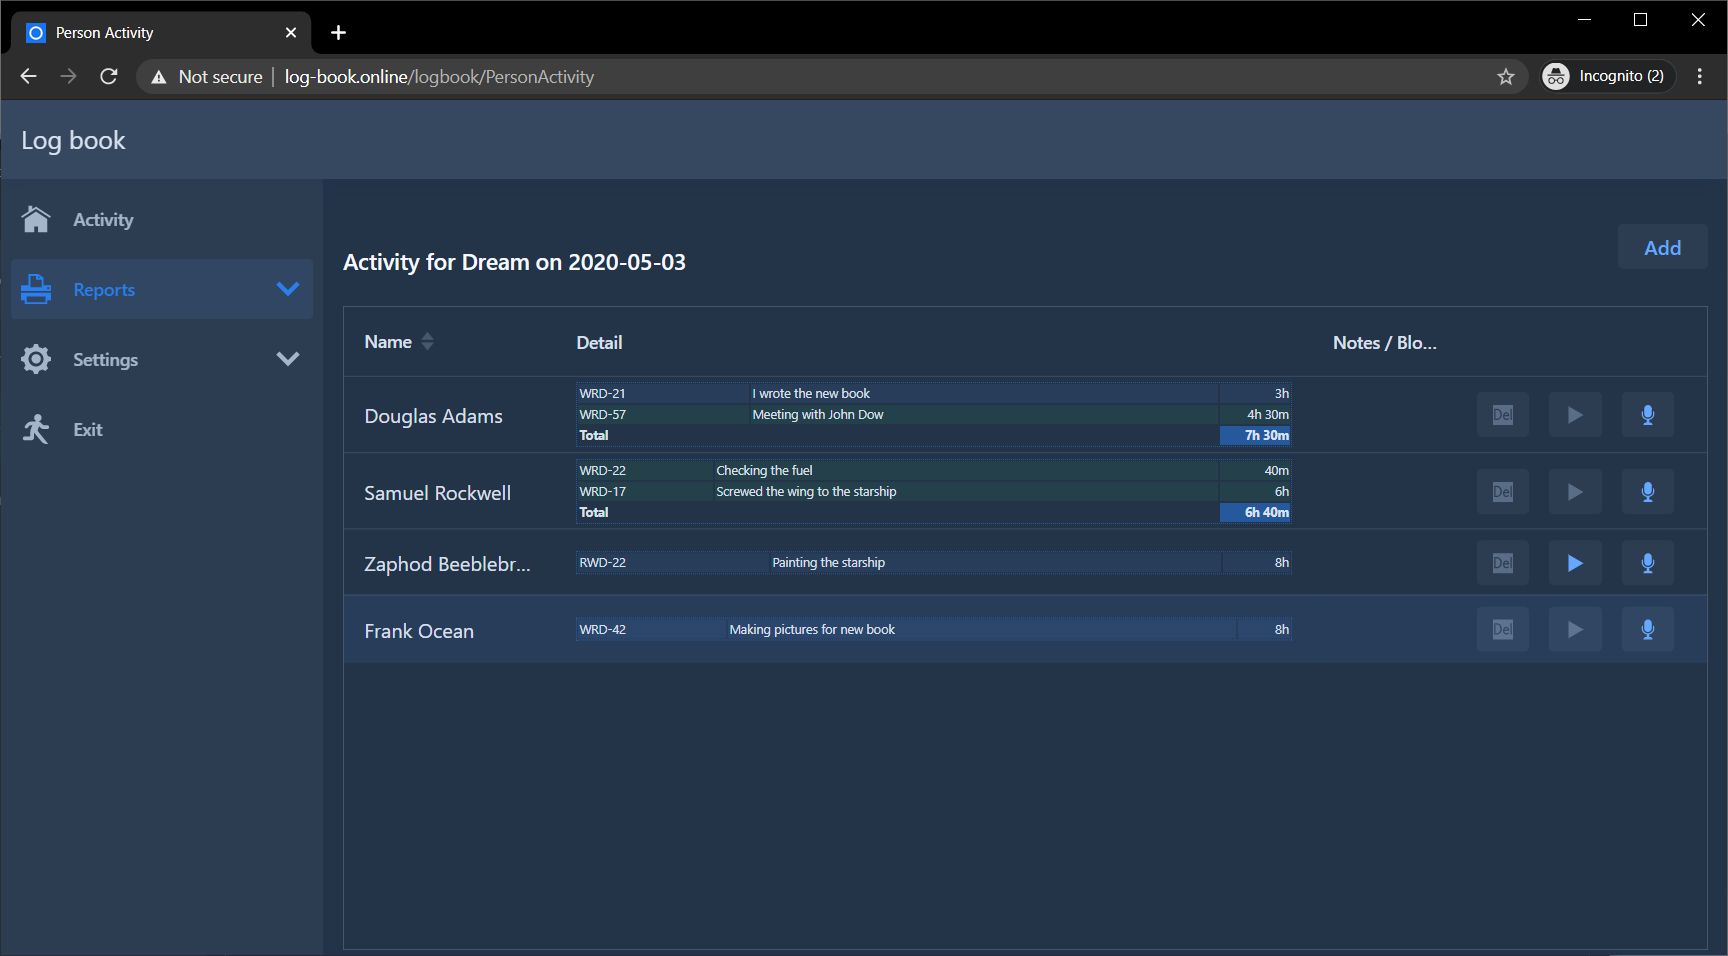 Person Activity
Not secure | log-book.online/logbook/PersonActivity
Incognito (2)
Log book
Activity
Reports
Settings
Exit
Add
Activity for Dream on 2020-05-03
Name Detail Notes / Blo...
Douglas Adams
WRD-21 I wrote the new book 3h
WRD-57 Meeting with John Dow 4h 30m
Total 7h 30m
Del
Samuel Rockwell
WRD-22 Checking the fuel 40m
WRD-17 Screwed the wing to the starship 6h
Total 6h 40m
Del
Zaphod Beeblebr...
RWD-22 Painting the starship 8h
Del
Frank Ocean
WRD-42 Making pictures for new book 8h
Del